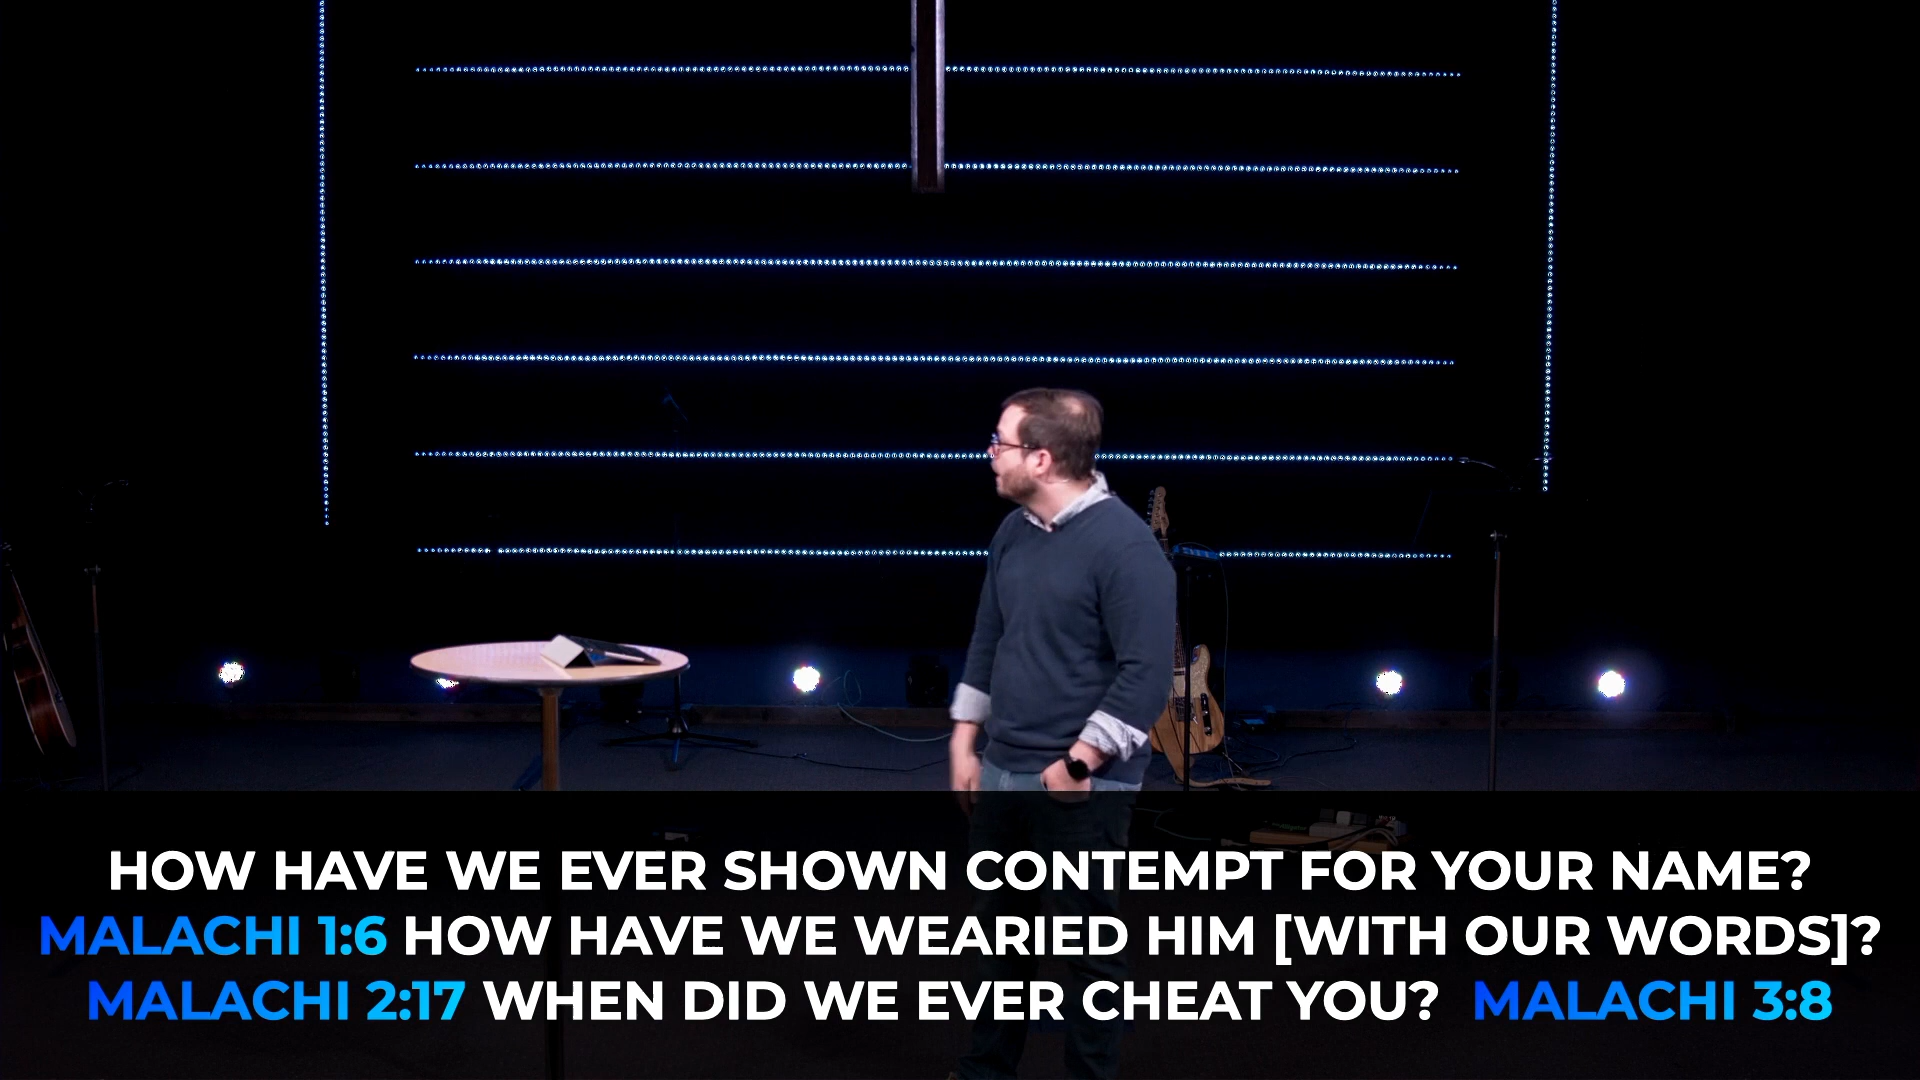 HOW HAVE WE EVER SHOWN CONTEMPT FOR YOUR NAME?
MALACHI 1:6 HOW HAVE WE WEARIED HIM [WITH OUR WORDS]?
MALACHI 2:17 WHEN DID WE EVER CHEAT YOU? MALACHI 3:8